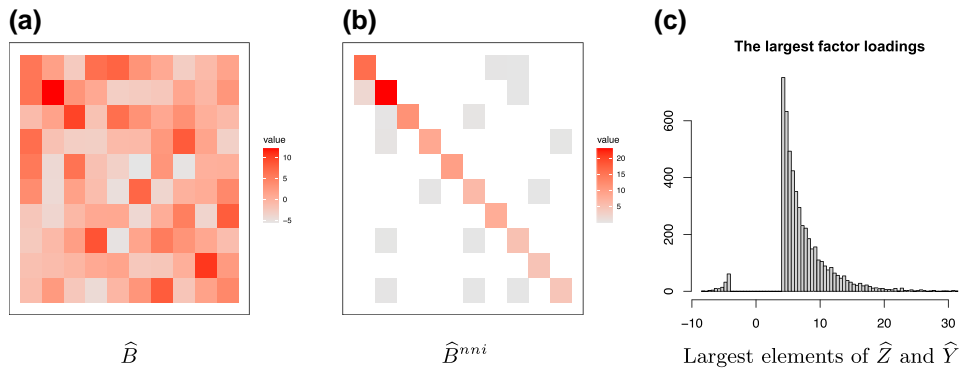 (a)
value
10
5
0
−5
B̂
(b)
value
20
15
10
5
B̂ⁿⁿⁱ
(c)
The largest factor loadings
600
400
200
0
−10 0 10 20 30
Largest elements of Ẑ and Ŷ